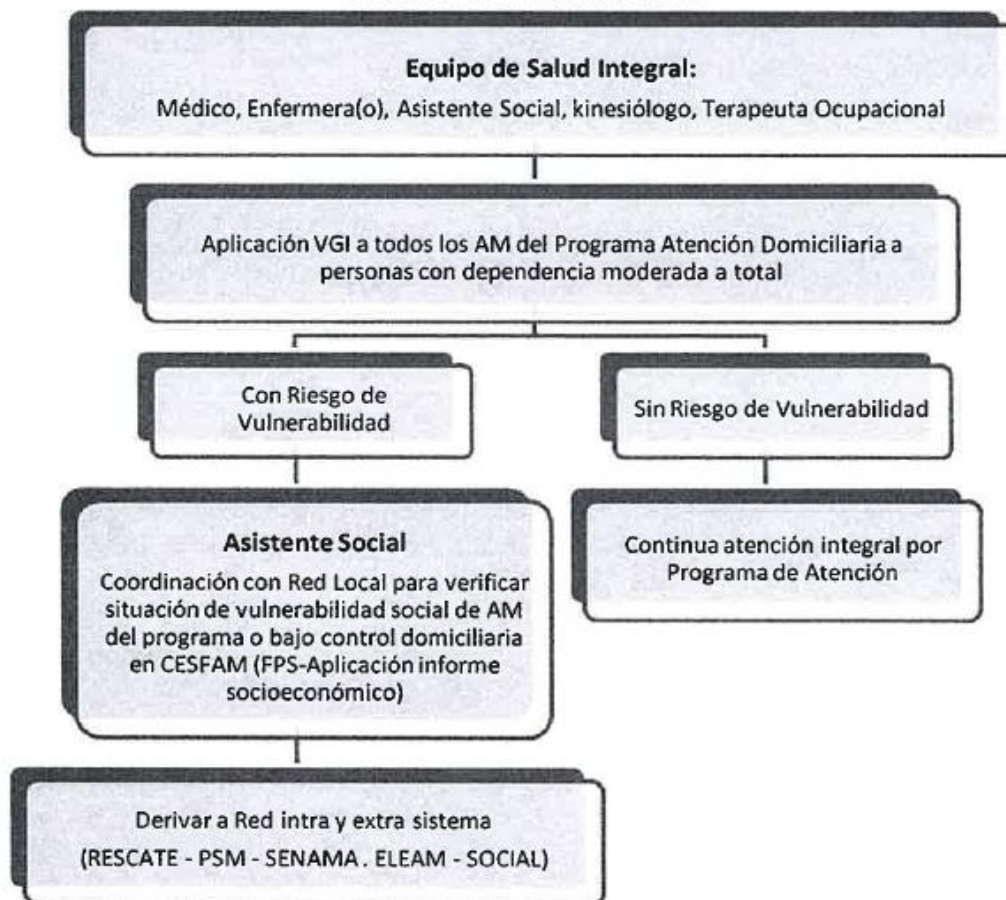 Equipo de Salud Integral:
Médico, Enfermera(o), Asistente Social, kinesiólogo, Terapeuta Ocupacional
Aplicación VGI a todos los AM del Programa Atención Domiciliaria a
personas con dependencia moderada a total
Con Riesgo de
Vulnerabilidad
Sin Riesgo de Vulnerabilidad
Asistente Social
Coordinación con Red Local para verificar
situación de vulnerabilidad social de AM
del programa o bajo control domiciliaria
en CESFAM (FPS-Aplicación informe
socioeconómico)
Continua atención integral por
Programa de Atención
Derivar a Red intra y extra sistema
(RESCATE - PSM - SENAMA . ELEAM - SOCIAL)